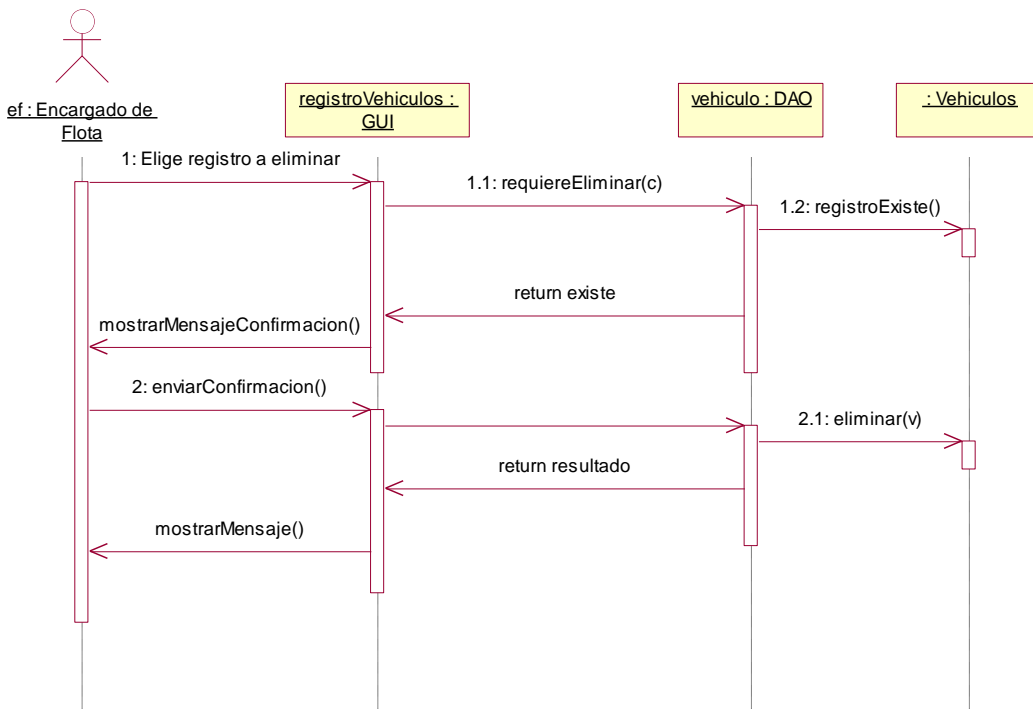 ef : Encargado de
Flota
registroVehiculos :
GUI
vehiculo : DAO
: Vehiculos
1: Elige registro a eliminar
1.1: requiereEliminar(c)
1.2: registroExiste()
return existe
mostrarMensajeConfirmacion()
2: enviarConfirmacion()
2.1: eliminar(v)
return resultado
mostrarMensaje()